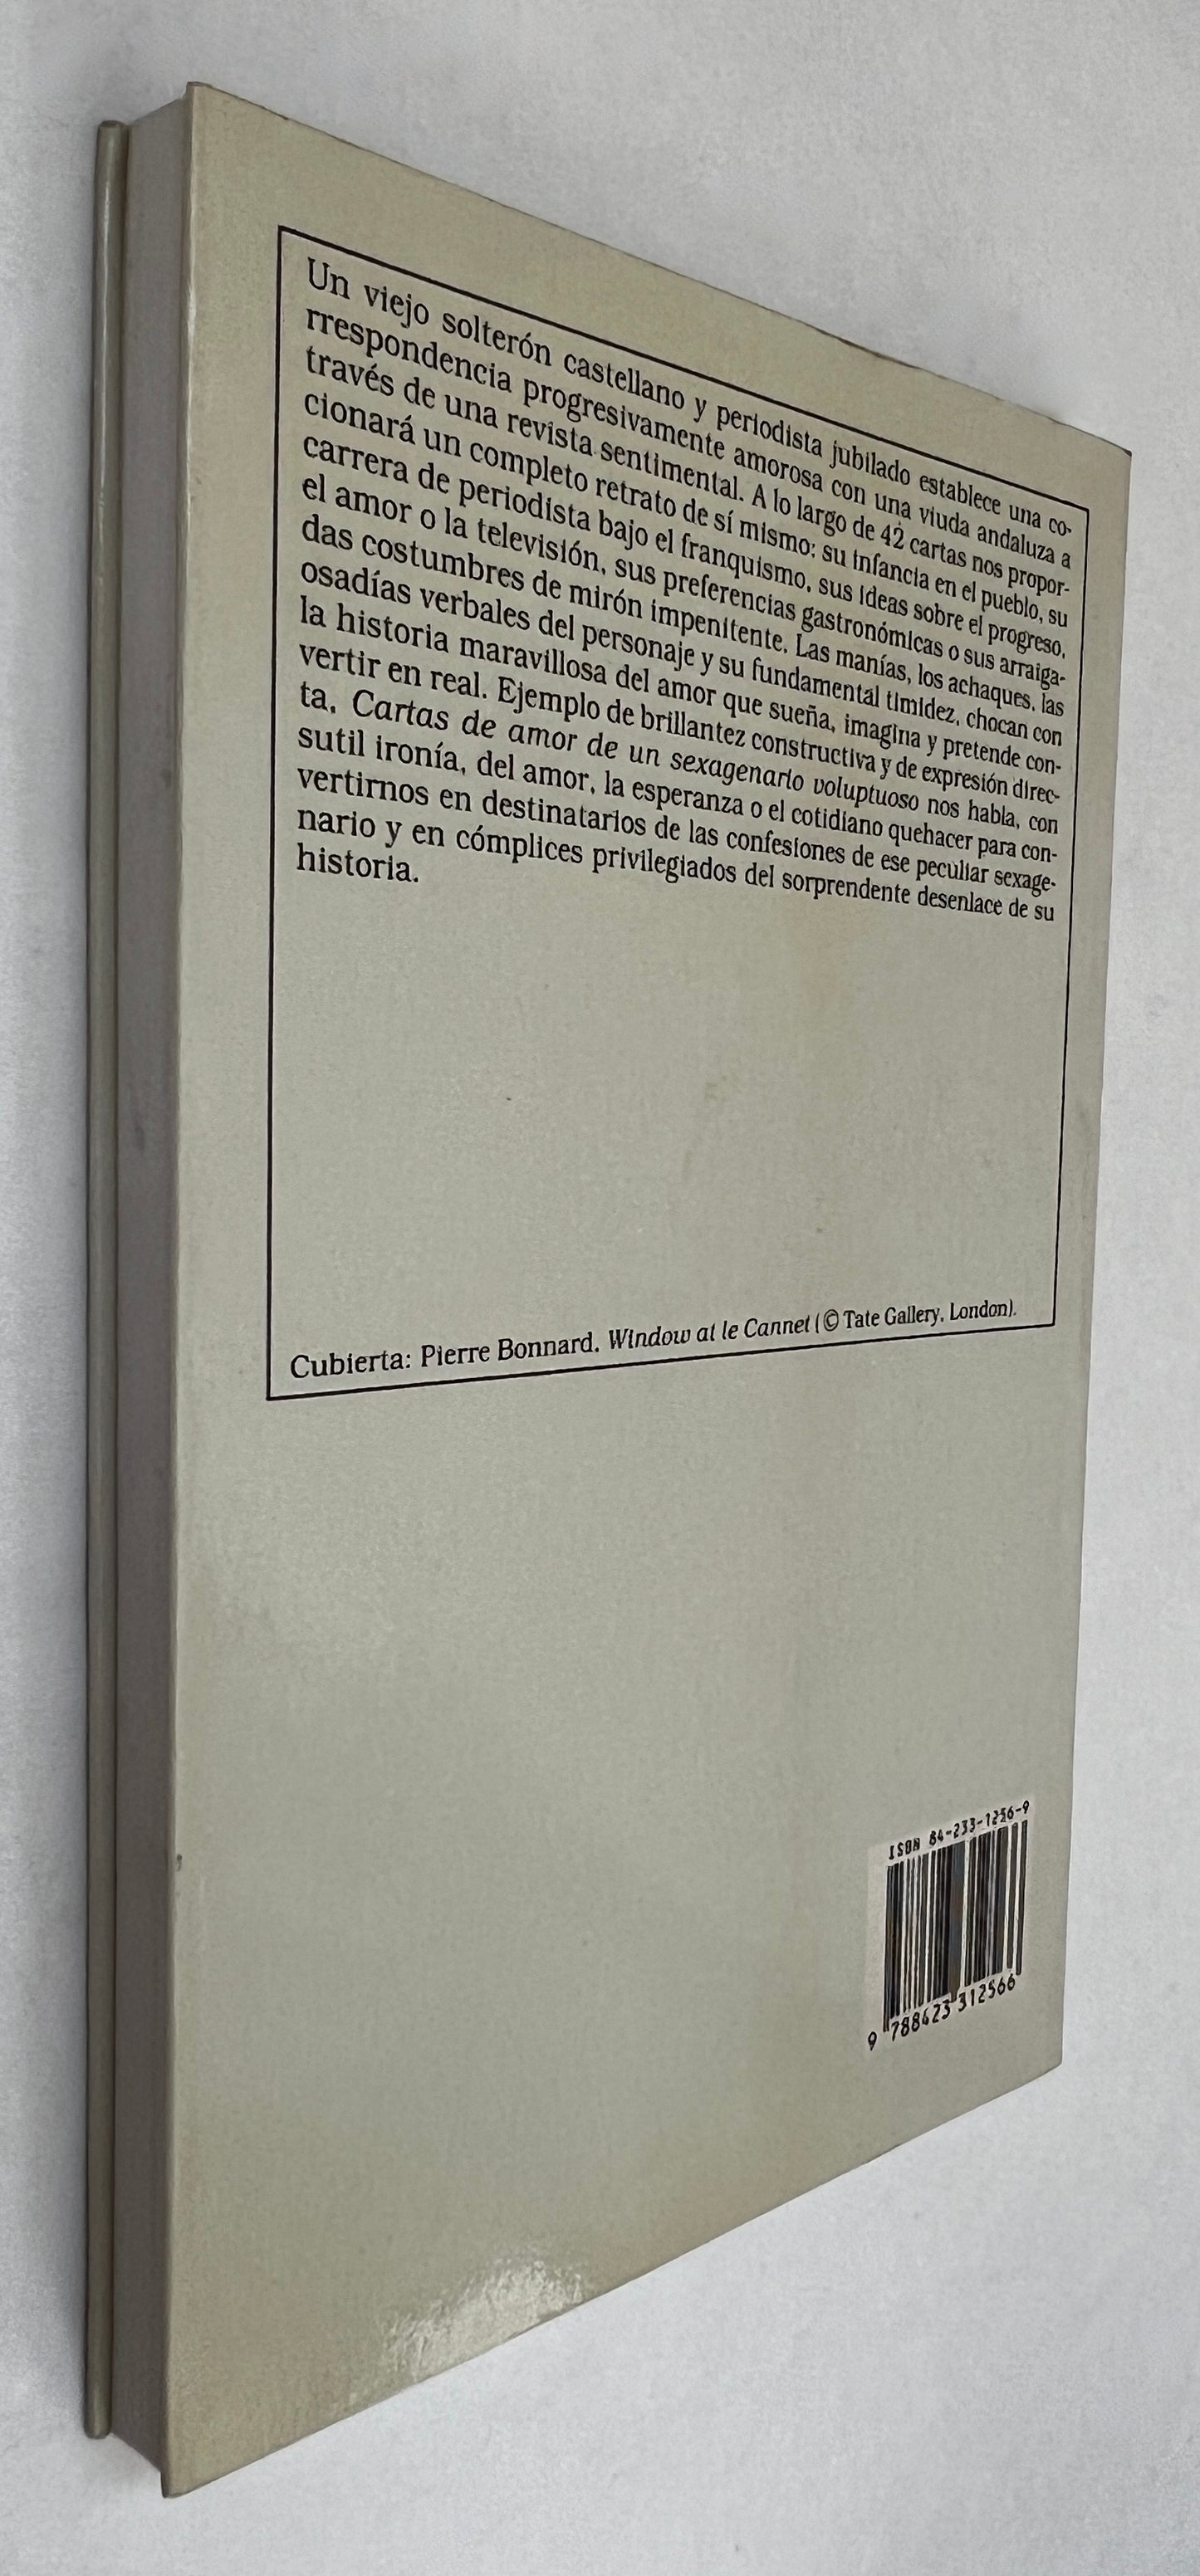 Un viejo solterón castellano y periodista jubilado establece una co-
rrespondencia progresivamente amorosa con una viuda andaluza a
través de una revista sentimental. A lo largo de 42 cartas nos propor-
cionará un completo retrato de sí mismo: su infancia en el pueblo, su
carrera de periodista bajo el franquismo, sus ideas sobre el progreso,
el amor o la televisión, sus preferencias gastronómicas o sus arraiga-
das costumbres de mirón impenitente. Las manías, los achaques, las
osadías verbales del personaje y su fundamental timidez, chocan con
la historia maravillosa del amor que sueña, imagina y pretende con-
vertir en real. Ejemplo de brillantez constructiva y de expresión direc-
ta, Cartas de amor de un sexagenario voluptuoso nos habla, con
sutil ironía, del amor, la esperanza o el cotidiano quehacer para con-
vertirnos en destinatarios de las confesiones de ese peculiar sexage-
nario y en cómplices privilegiados del sorprendente desenlace de su
historia.
Cubierta: Pierre Bonnard. Window at le Cannet (© Tate Gallery, London).
ISBN 84-233-1256-9
9 788423 312566